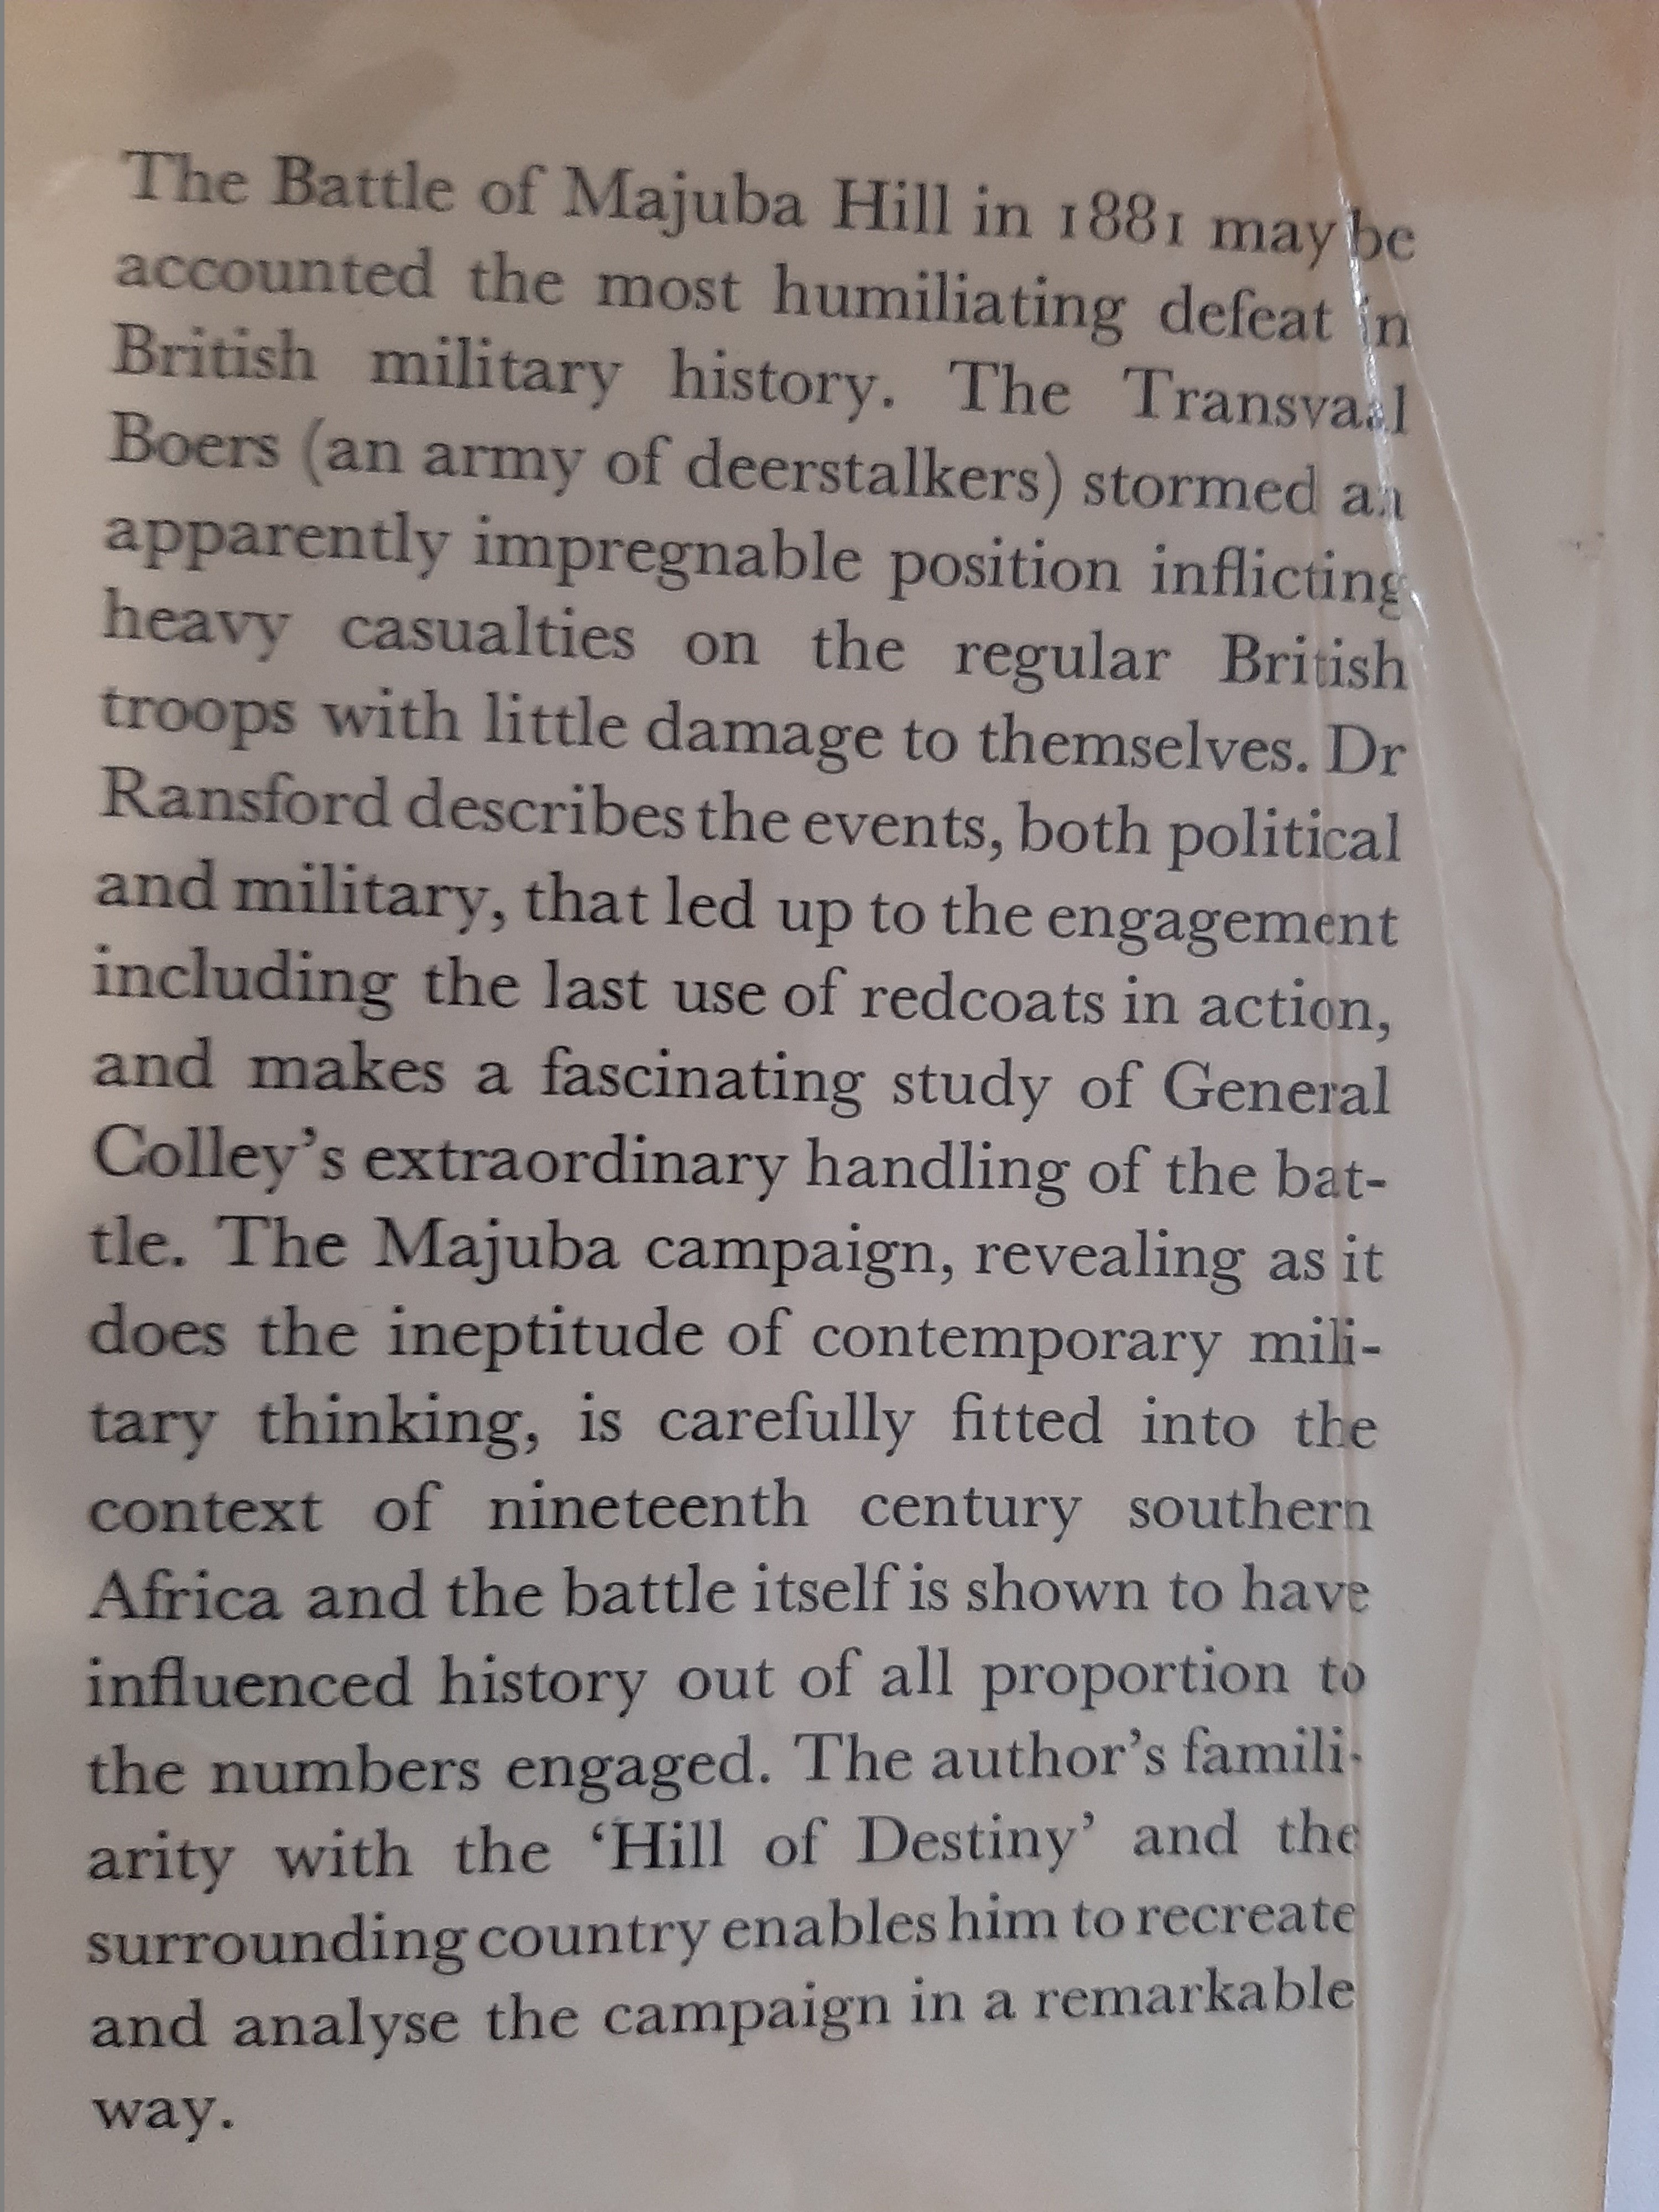 The Battle of Majuba Hill in 1881 may be
accounted the most humiliating defeat in
British military history. The Transvaal
Boers (an army of deerstalkers) stormed an
apparently impregnable position inflicting
heavy casualties on the regular British
troops with little damage to themselves. Dr
Ransford describes the events, both political
and military, that led up to the engagement
including the last use of redcoats in action,
and makes a fascinating study of General
Colley’s extraordinary handling of the bat-
tle. The Majuba campaign, revealing as it
does the ineptitude of contemporary mili-
tary thinking, is carefully fitted into the
context of nineteenth century southern
Africa and the battle itself is shown to have
influenced history out of all proportion to
the numbers engaged. The author’s famili-
arity with the ‘Hill of Destiny’ and the
surrounding country enables him to recreate
and analyse the campaign in a remarkable
way.